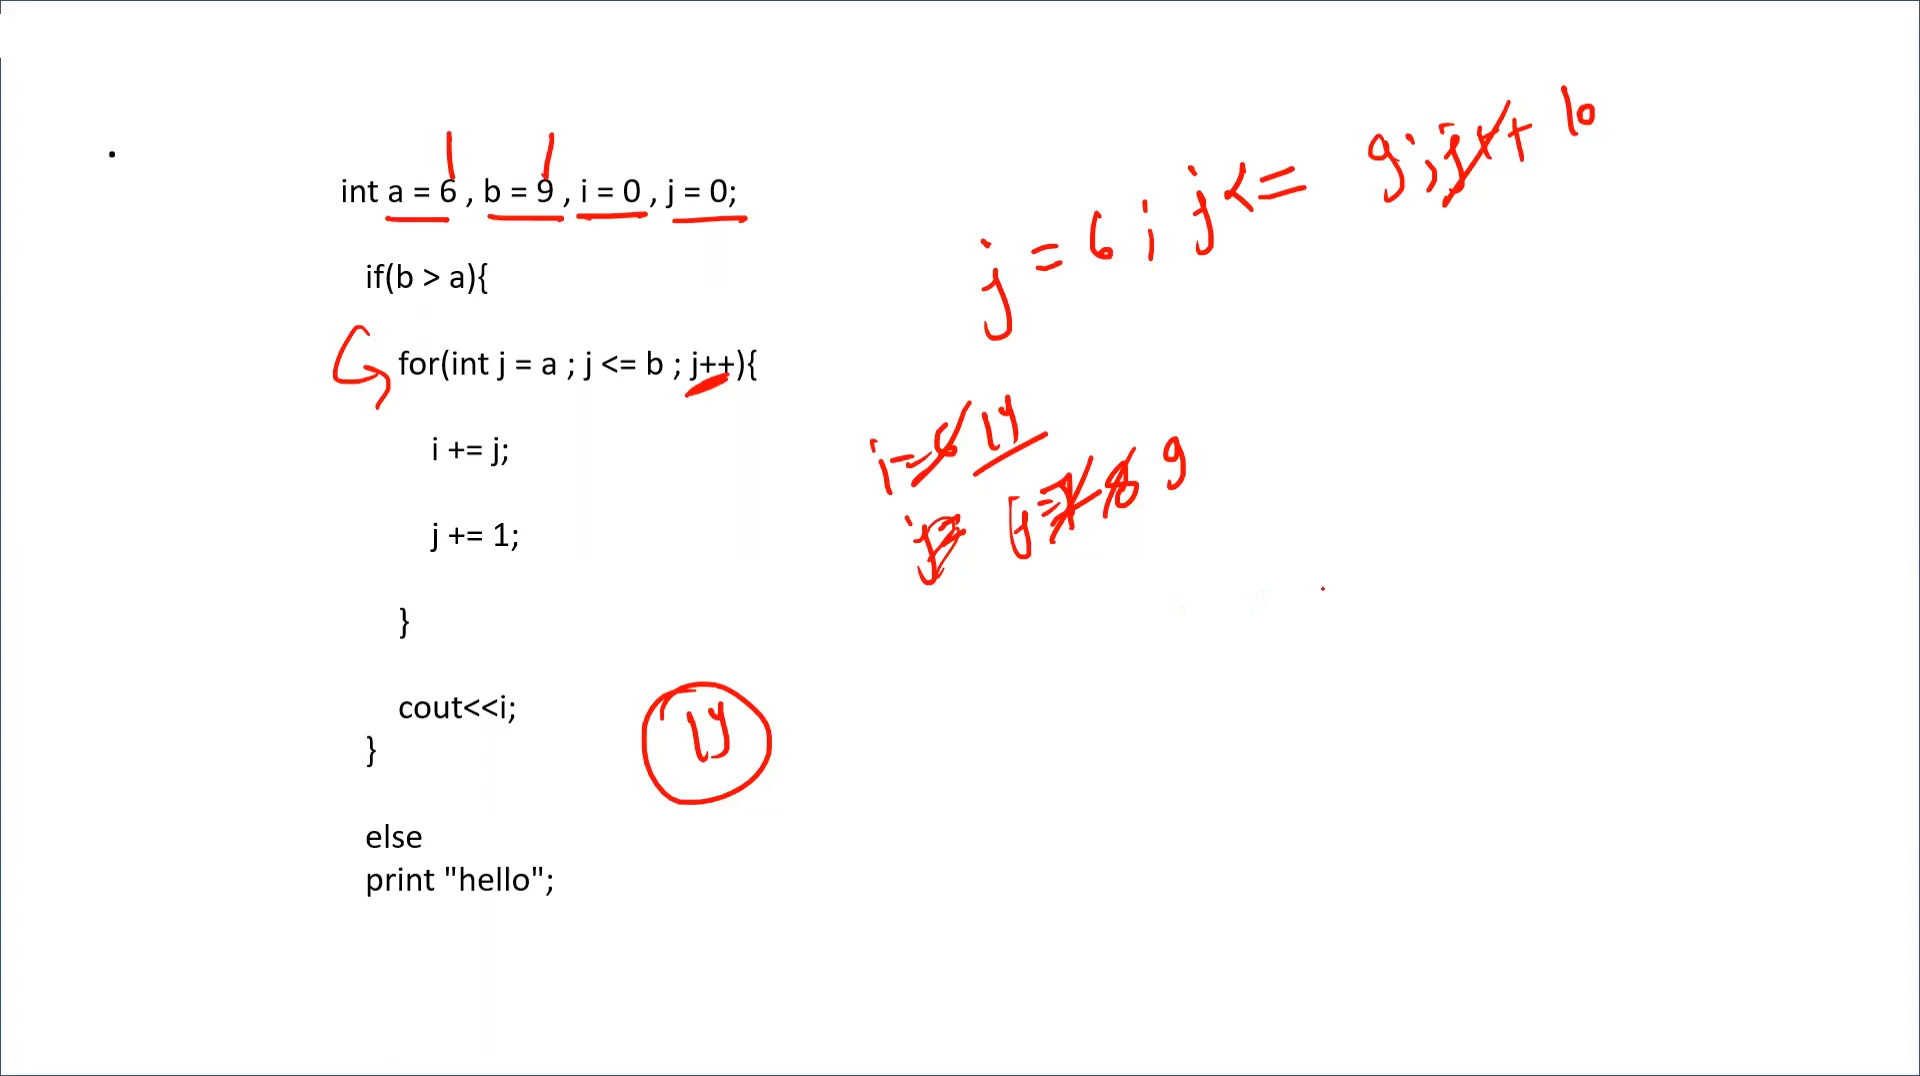 int a = 6 , b = 9 , i = 0 , j = 0;
if(b > a){
for(int j = a ; j <= b ; j++){
i += j;
j += 1;
}
cout<<i;
}
else
print "hello";
j = 6 ; j <= 9 ; j++ 10
i = 6 14
j = 7 8 9
14